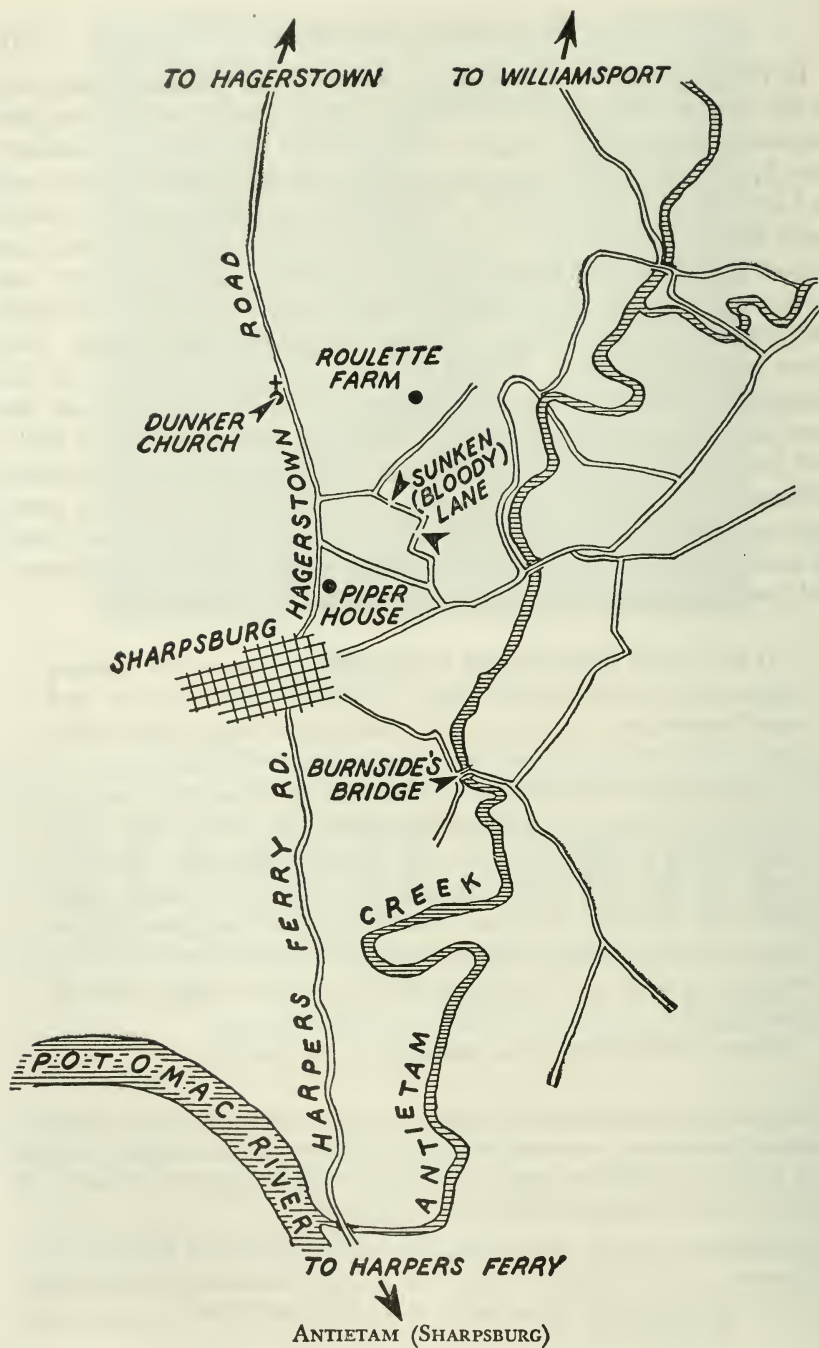 TO HAGERSTOWN
TO WILLIAMSPORT
HAGERSTOWN ROAD
ROULETTE
FARM
DUNKER
CHURCH
SUNKEN
(BLOODY)
LANE
PIPER
HOUSE
SHARPSBURG
BURNSIDE'S
BRIDGE
HARPERS FERRY RD.
ANTIETAM CREEK
POTOMAC RIVER
TO HARPERS FERRY
ANTIETAM (SHARPSBURG)